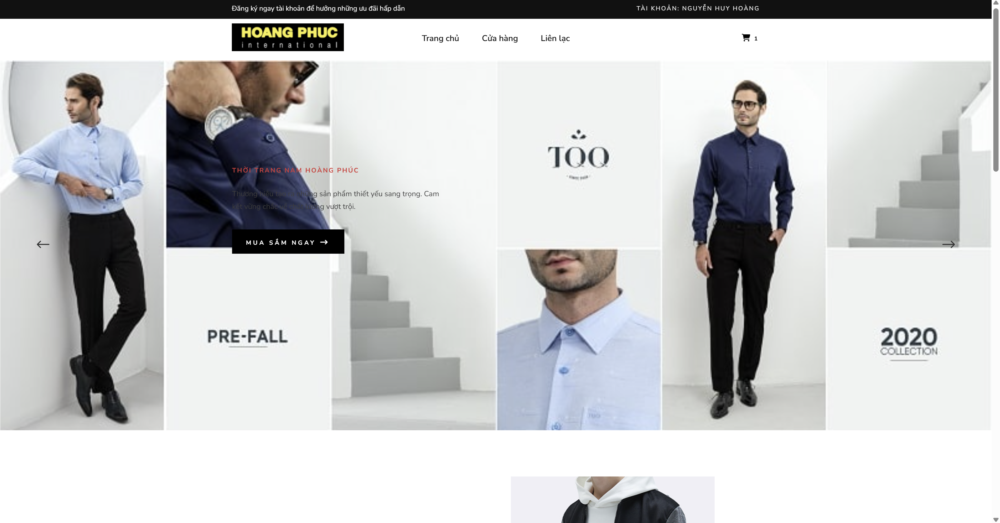 Đăng ký ngay tài khoản để hưởng những ưu đãi hấp dẫn
TÀI KHOẢN: NGUYỄN HUY HOÀNG
HOANG PHUC
international
Trang chủ
Cửa hàng
Liên lạc
1
TQQ
THỜI TRANG NAM HOÀNG PHÚC
Thương hiệu tạo ra những sản phẩm thiết yếu sang trọng. Cam
kết vững chắc về chất lượng vượt trội.
MUA SẮM NGAY
PRE-FALL
2020
COLLECTION